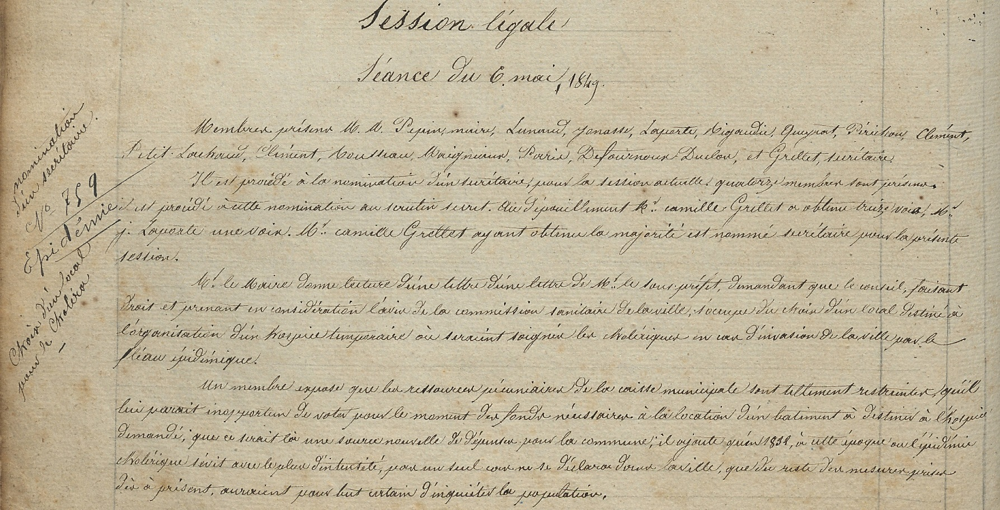 Session légale
Séance du 6. mai, 1849.
nomination
d'un secrétaire.
No 759
Epidémie
Choix d'un local
pour le Choléra
Membres présens M. M. Pepin, maire, Lunaud, Jonasse, Laporte, Rigaudie, Queyrat, Périchon, Clément,
Petit-Lachaud, Clément, Rousseau, Maigniaux, Paris, Defournoux-Duclou, et Grellet, secrétaire.
Il est procédé à la nomination d'un secrétaire, pour la session actuelle. quatorze membres sont présens.
il est procédé à cette nomination au scrutin secret. Au dépouillement Mr. camille Grellet a obtenu treize voix, Mr.
j. Laporte une voix. Mr. camille Grellet ayant obtenu la majorité est nommé secrétaire pour la présente
session.
Mr. le Maire donne lecture d'une lettre d'une lettre de Mr. le sous-préfet, demandant que le conseil, faisant
droit et prenant en considération l'avis de la commission sanitaire de la ville, s'occupe du choix d'un local destiné à
l'organisation d'un hospice temporaire où seraient soignés les cholériques en cas d'invasion de la ville par le
fléau épidémique.
Un membre expose que les ressources pécuniaires de la caisse municipale sont tellement restreintes, qu'il
lui parait inopportun de voter pour le moment des fonds nécessaires à la location d'un batiment à destiner à l'hospice
demandé; que ce serait là une source nouvelle de dépenses pour la commune; il ajoute qu'en 1832, à cette époque ou l'épidémie
cholérique sévit avec le plus d'intensité, pas un seul cas ne se déclara dans la ville, que du reste des mesures prises
dès à présent, auraient pour but certain d'inquiéter la population.